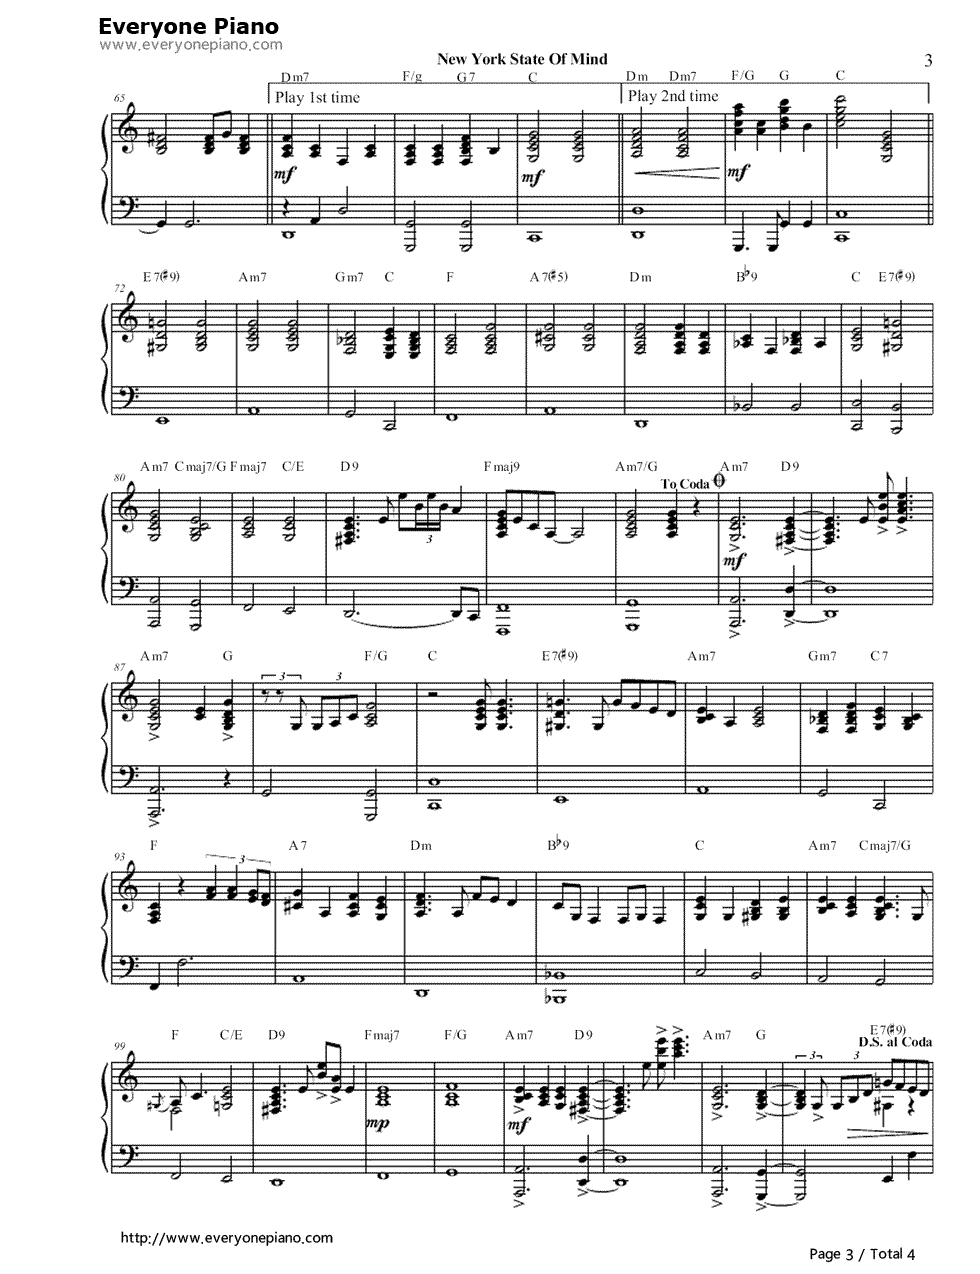 Everyone Piano
www.everyonepiano.com
New York State Of Mind 3
Dm7 F/g G7 C Dm Dm7 F/G G C
65 Play 1st time Play 2nd time
mf mf mf
E7(#9) Am7 Gm7 C F A7(#5) Dm B♭9 C E7(#9)
72
Am7 Cmaj7/G Fmaj7 C/E D9 Fmaj9 Am7/G Am7 D9
80 To Coda
3
mf
Am7 G F/G C E7(#9) Am7 Gm7 C7
87 3 3
F A7 Dm B♭9 C Am7 Cmaj7/G
93 3
F C/E D9 Fmaj7 F/G Am7 D9 Am7 G E7(#9)
99 D.S. al Coda
3 3
mp mf
http://www.everyonepiano.com
Page 3 / Total 4